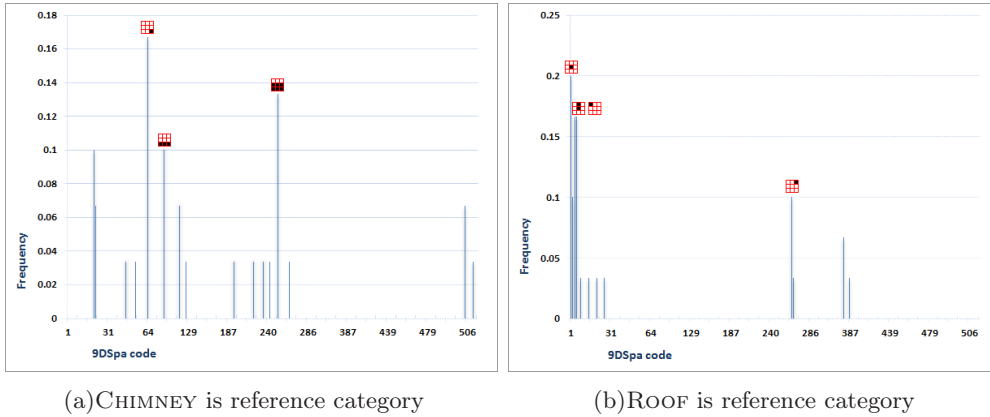 0.18
0.16
0.14
0.12
0.1
0.08
0.06
0.04
0.02
0
Frequency
1 31 64 129 187 240 286 347 439 479 506
9DSpa code
(a)CHIMNEY is reference category
0.25
0.2
0.15
0.1
0.05
0
Frequency
1 31 64 129 187 240 286 387 439 479 506
9DSpa code
(b)ROOF is reference category